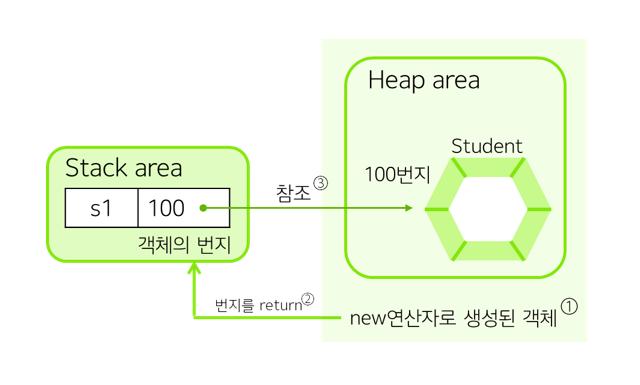 Heap area
Student
100번지
Stack area
s1 100
객체의 번지
참조③
번지를 return②
new연산자로 생성된 객체①